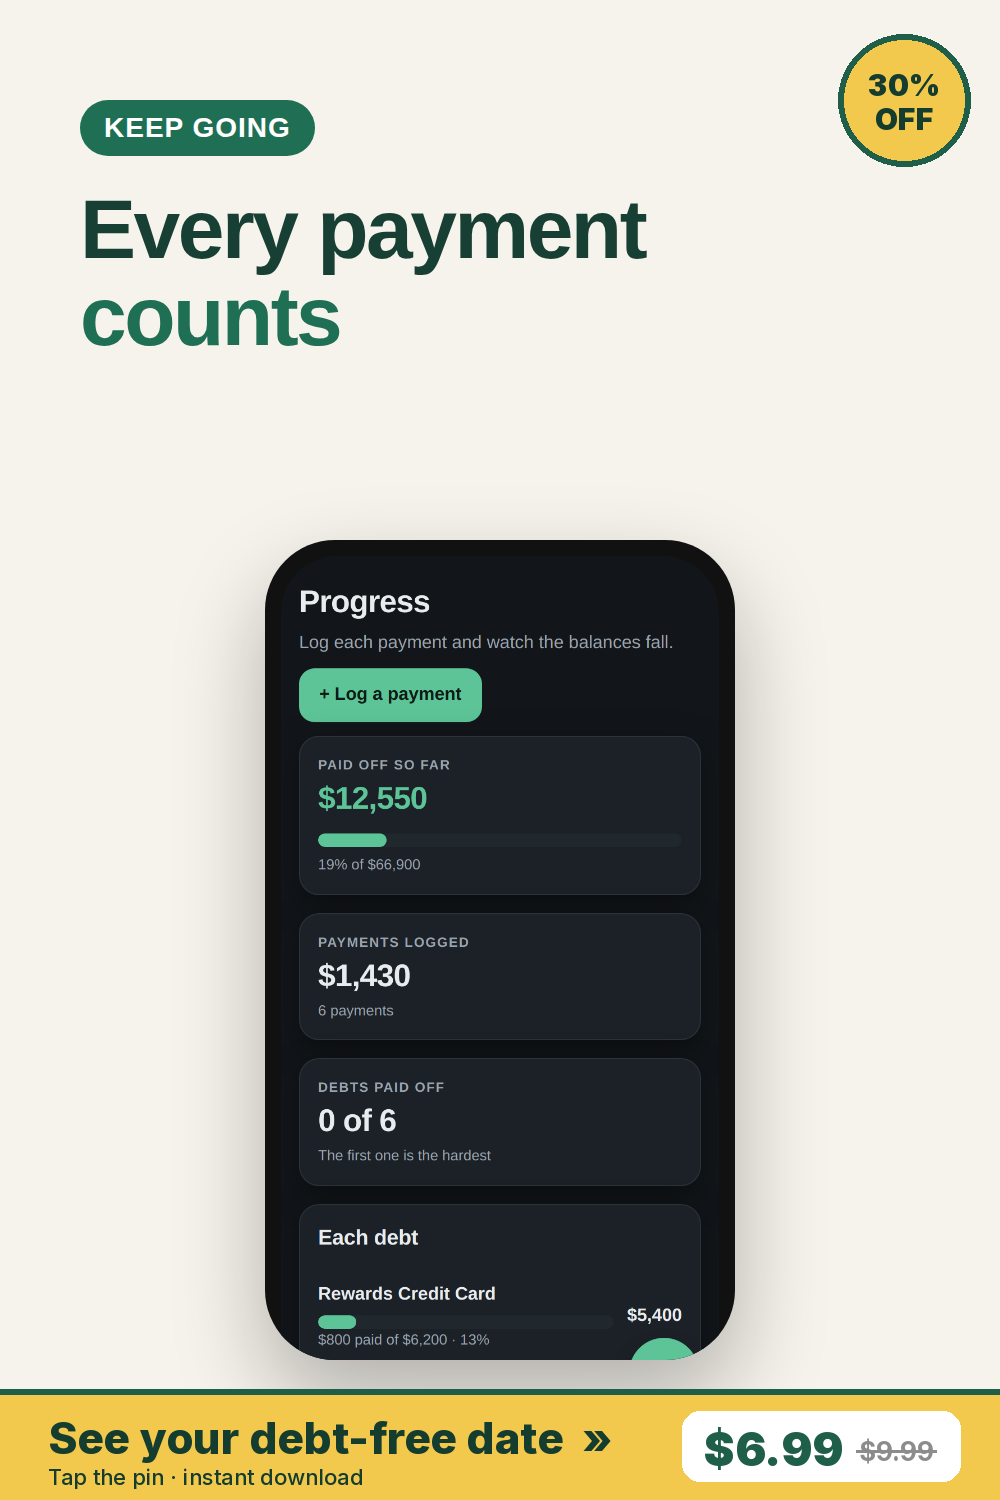 30%
OFF
KEEP GOING
Every payment
counts
Progress
Log each payment and watch the balances fall.
+ Log a payment
PAID OFF SO FAR
$12,550
19% of $66,900
PAYMENTS LOGGED
$1,430
6 payments
DEBTS PAID OFF
0 of 6
The first one is the hardest
Each debt
Rewards Credit Card
$5,400
$800 paid of $6,200 · 13%
See your debt-free date »
Tap the pin · instant download
$6.99 $9.99